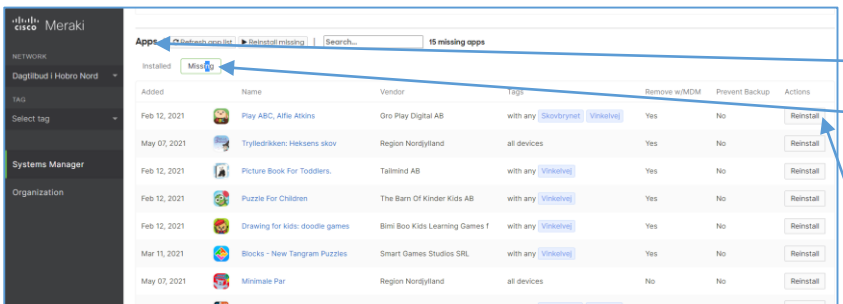 cisco Meraki
NETWORK
Dagtilbud i Hobro Nord
TAG
Select tag
Systems Manager
Organization
Apps Refresh app list Reinstall missing | Search... 15 missing apps
Installed Missing
Added Name Vendor Tags Remove w/MDM Prevent Backup Actions
Feb 12, 2021 Play ABC, Alfie Atkins Gro Play Digital AB with any Skovbrynet Vinkelvej Yes No Reinstall
May 07, 2021 Trylledrikken: Heksens skov Region Nordjylland all devices Yes No Reinstall
Feb 12, 2021 Picture Book For Toddlers. Tailmind AB with any Vinkelvej Yes No Reinstall
Feb 12, 2021 Puzzle For Children The Barn Of Kinder Kids AB with any Vinkelvej Yes No Reinstall
Feb 12, 2021 Drawing for kids: doodle games Bimi Boo Kids Learning Games f with any Vinkelvej Yes No Reinstall
Mar 11, 2021 Blocks - New Tangram Puzzles Smart Games Studios SRL with any Vinkelvej Yes No Reinstall
May 07, 2021 Minimale Par Region Nordjylland all devices No No Reinstall